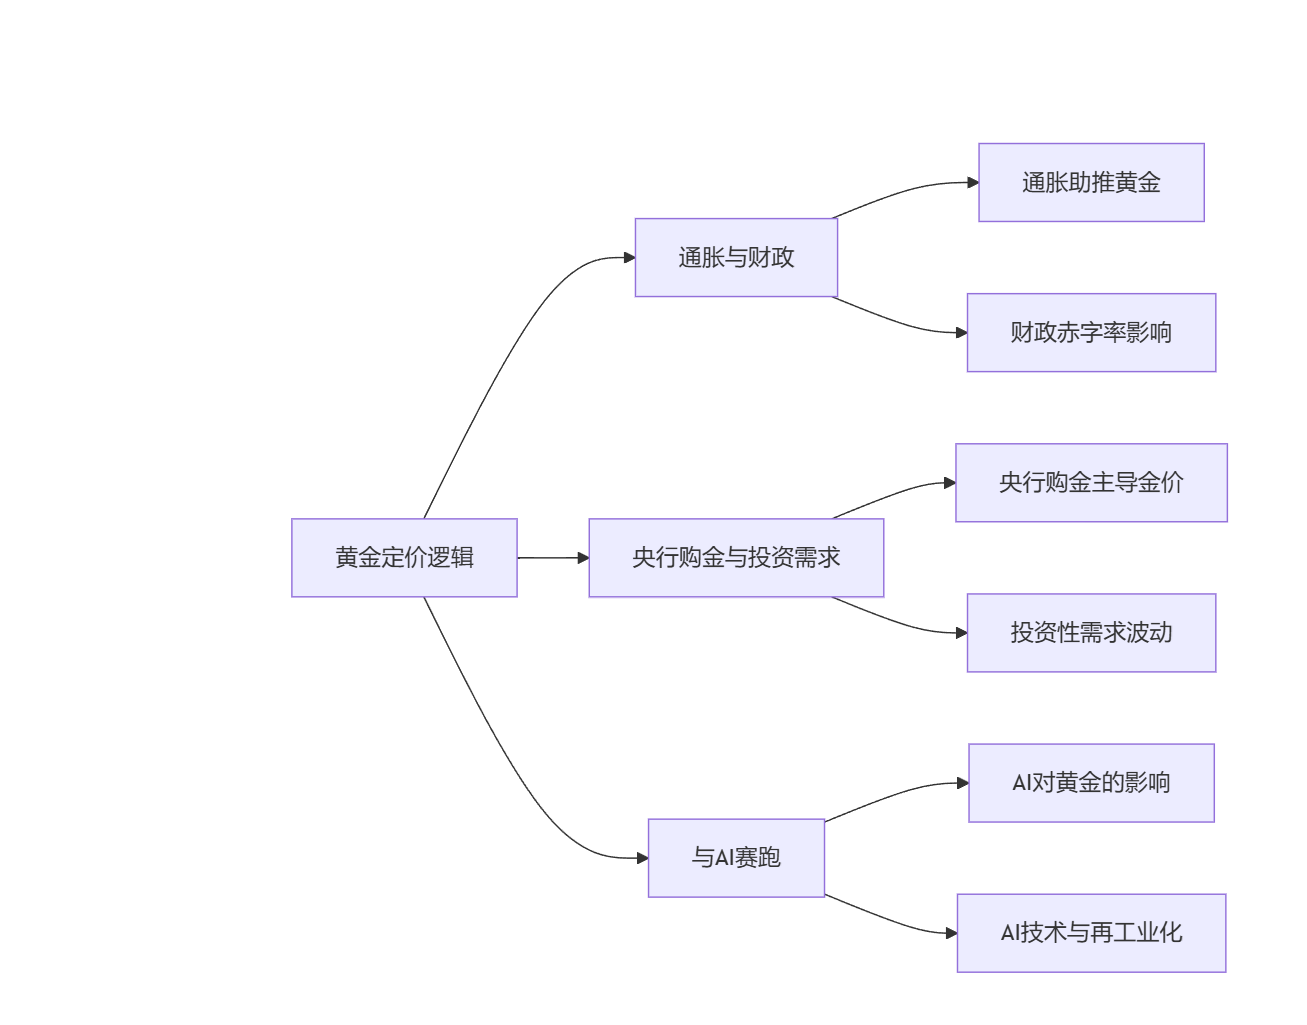 黄金定价逻辑
通胀与财政
通胀助推黄金
财政赤字率影响
央行购金与投资需求
央行购金主导金价
投资性需求波动
与AI赛跑
AI对黄金的影响
AI技术与再工业化